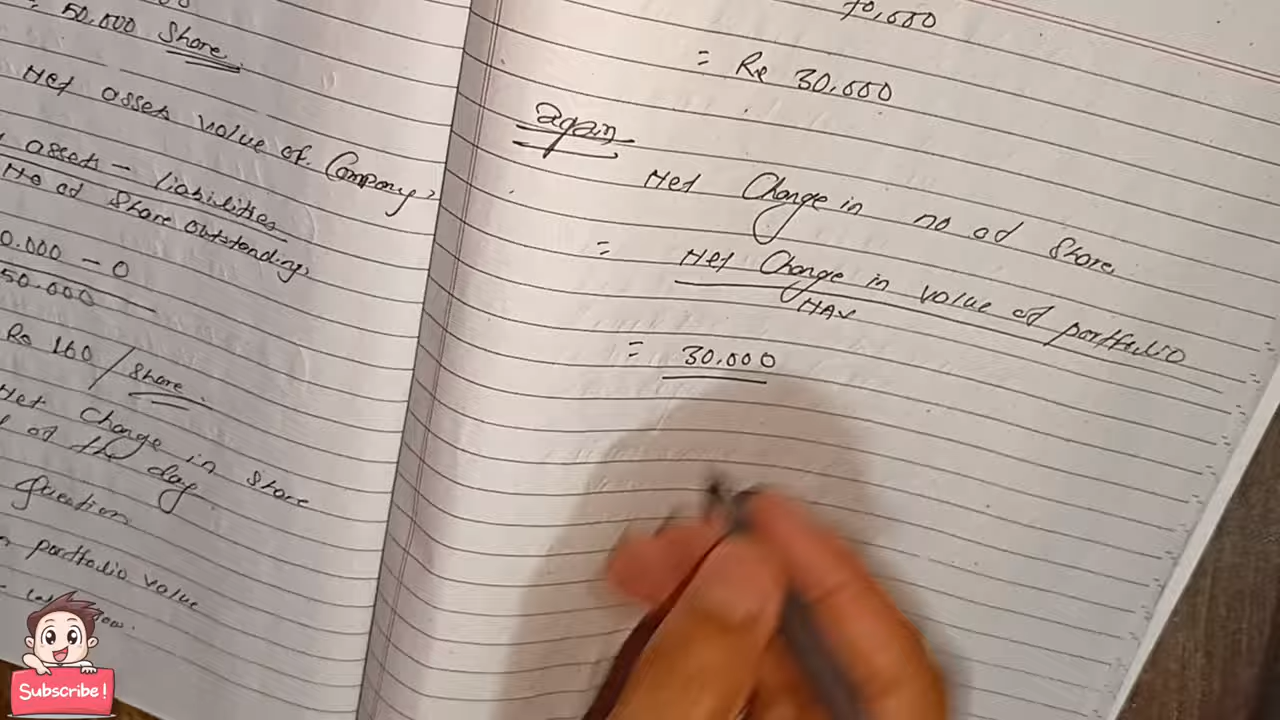 50,000 Share
Net assets value of Company,
assets - liabilities
No of Share outstanding
0.000 - 0
50.000
Rs 160 / Share
Net Change in Share
of the day
Question
portfolio value
70,000
= Rs 30,000
again
Net Change in no of Share
= Net Change in value of portfolio
NAV
= 30,000
Subscribe!